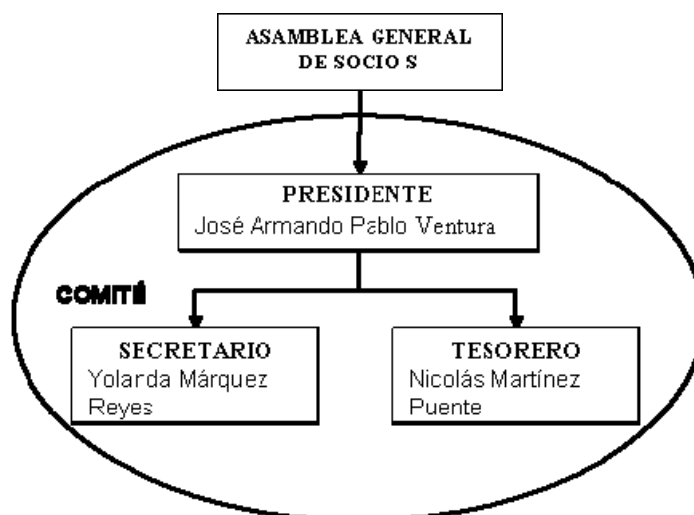 ASAMBLEA GENERAL
DE SOCIO S
PRESIDENTE
José Armando Pablo Ventura
COMITÉ
SECRETARIO
Yolarda Márquez
Reyes
TESORERO
Nicolás Martínez
Puente